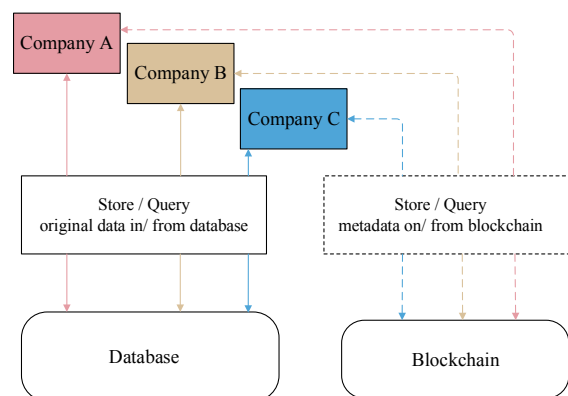 Company A
Company B
Company C
Store / Query
original data in/ from database
Store / Query
metadata on/ from blockchain
Database
Blockchain